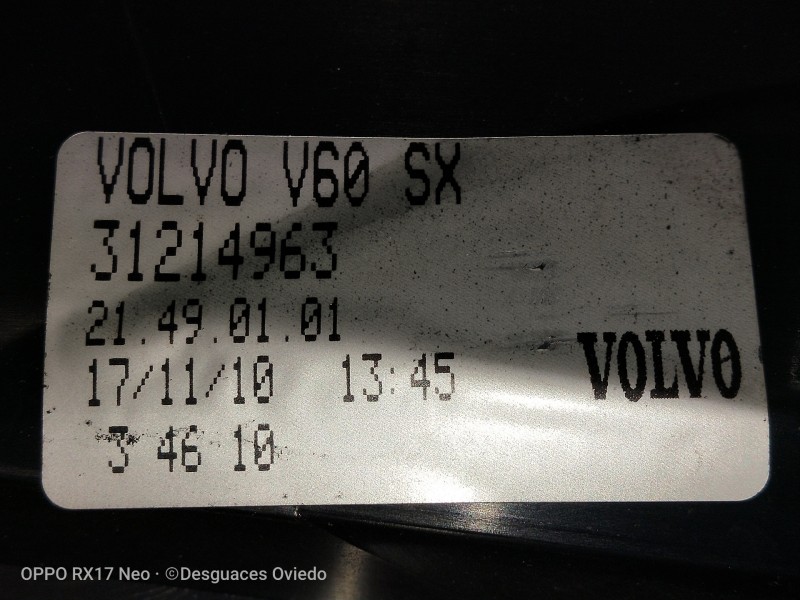 VOLVO V60 SX
31214963
21.49.01.01
17/11/10 13:45
VOLVO
3 46 10
OPPO RX17 Neo · ©Desguaces Oviedo